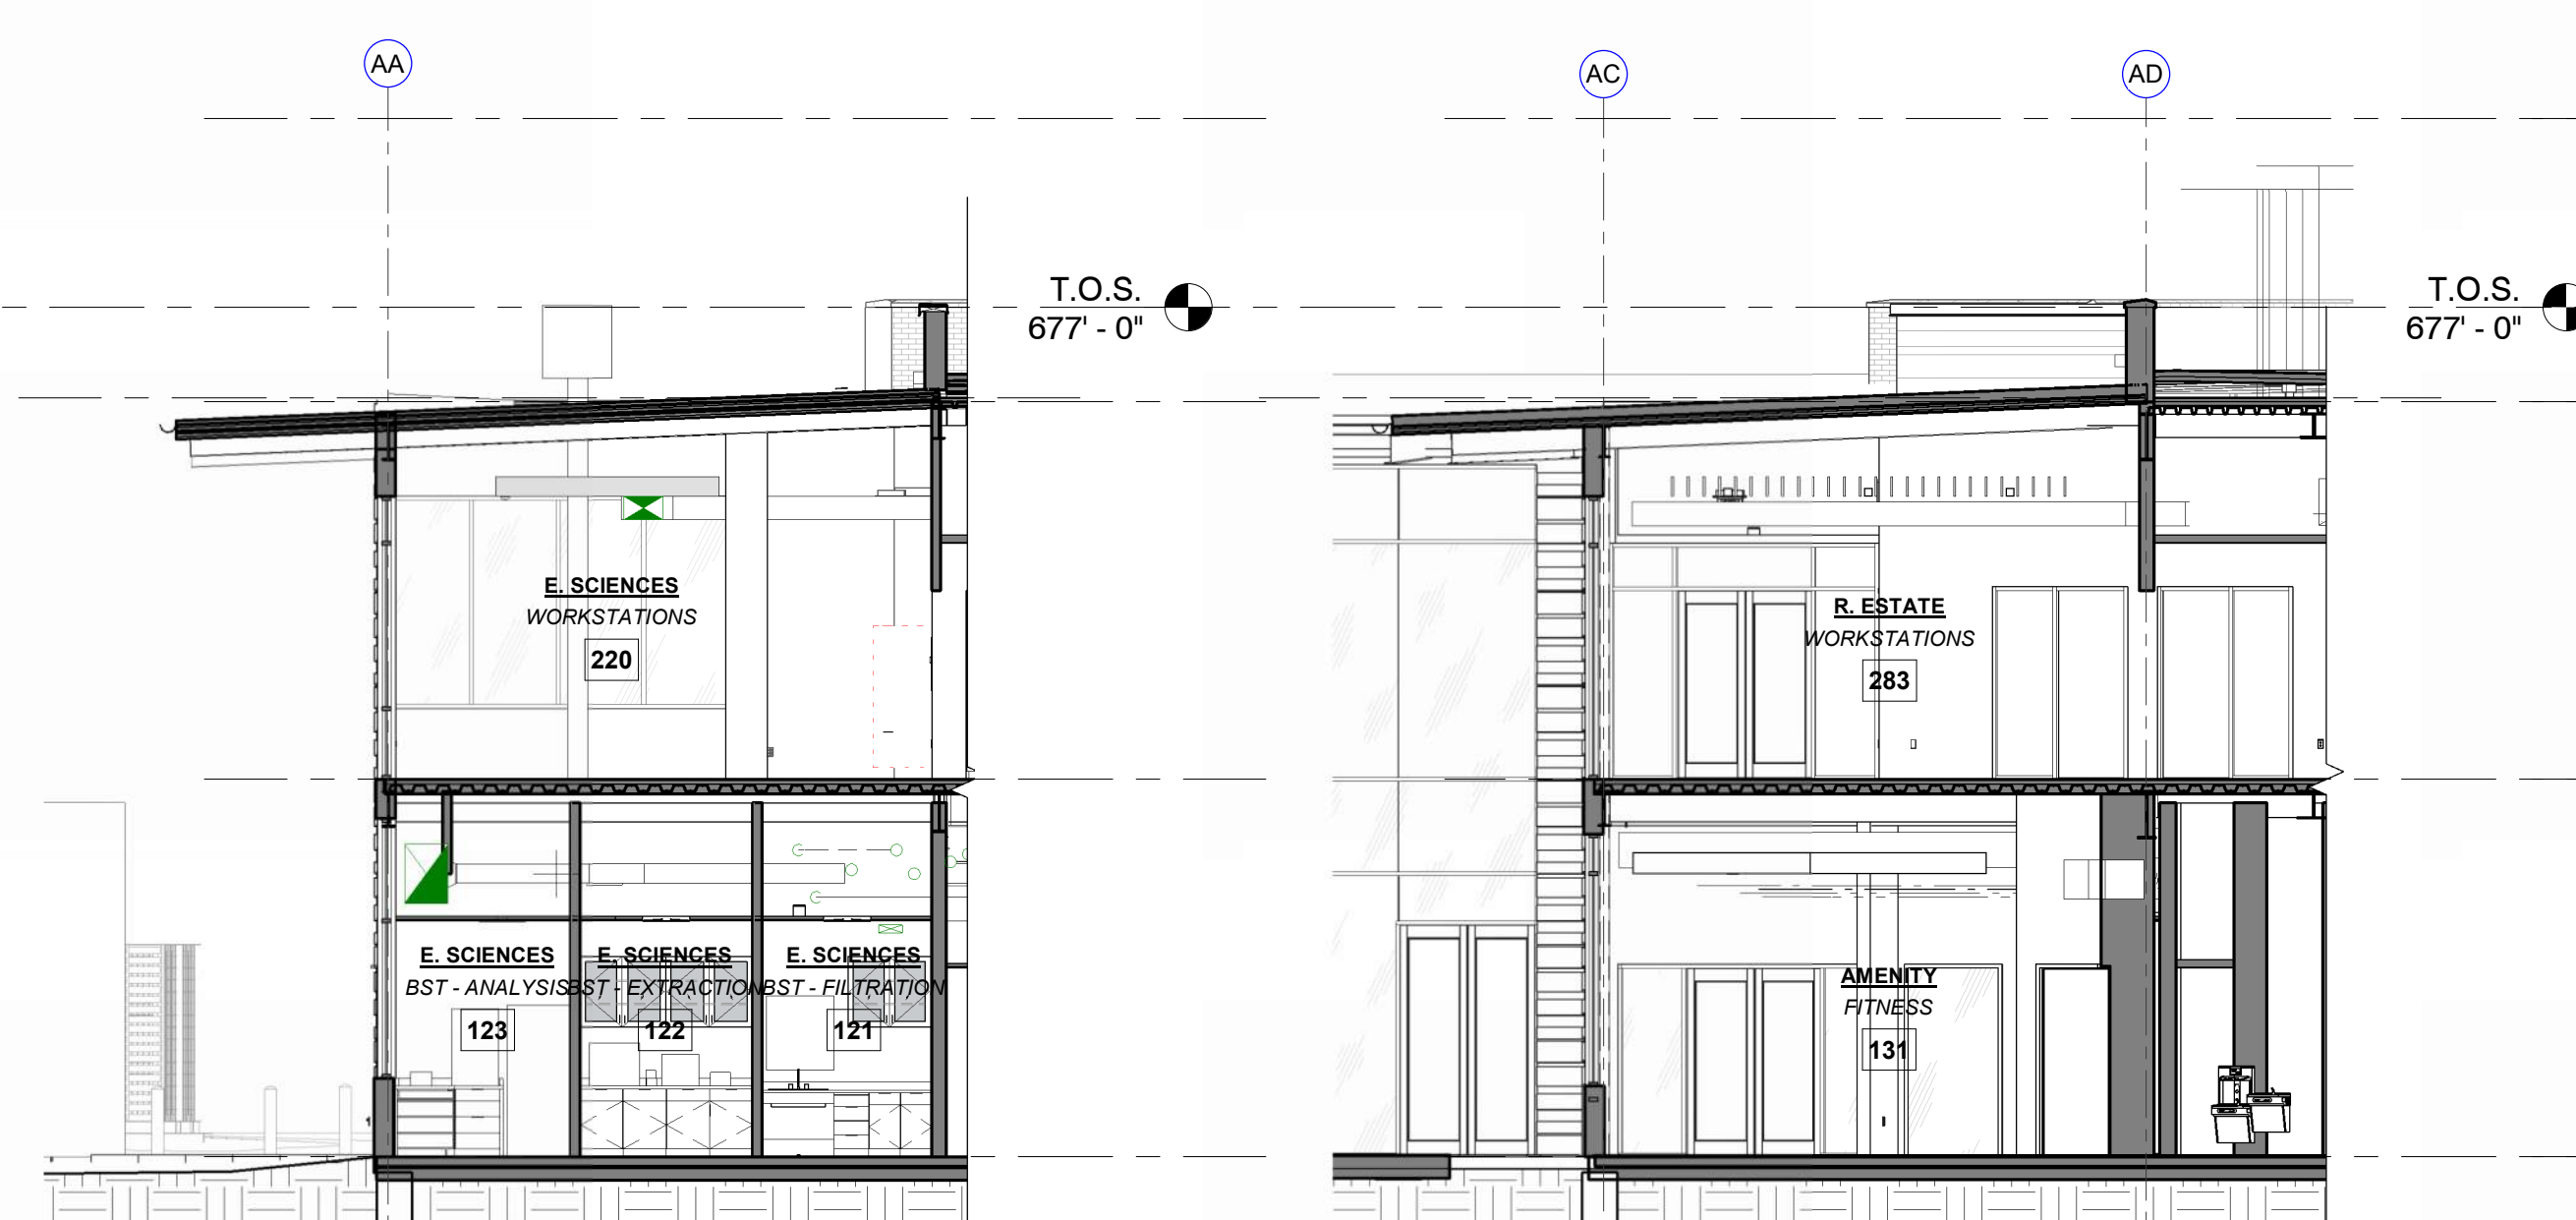 AA
AC
AD
T.O.S.
677' - 0"
T.O.S.
677' - 0"
E. SCIENCES
WORKSTATIONS
220
R. ESTATE
WORKSTATIONS
283
E. SCIENCES
BST - ANALYSIS
123
E. SCIENCES
BST - EXTRACTION
122
E. SCIENCES
BST - FILTRATION
121
AMENITY
FITNESS
131